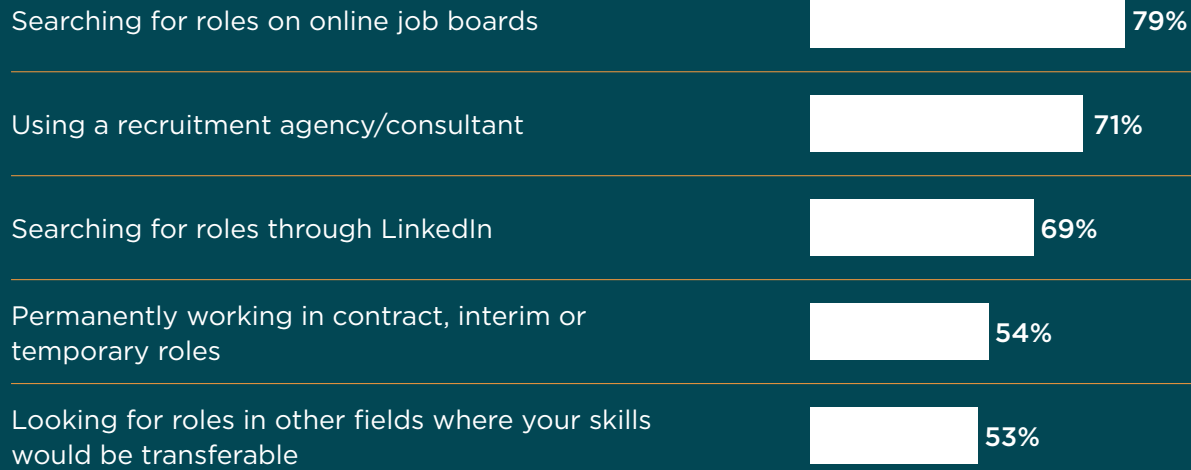 Searching for roles on online job boards 79%
Using a recruitment agency/consultant 71%
Searching for roles through LinkedIn 69%
Permanently working in contract, interim or
temporary roles
54%
Looking for roles in other fields where your skills
would be transferable
53%